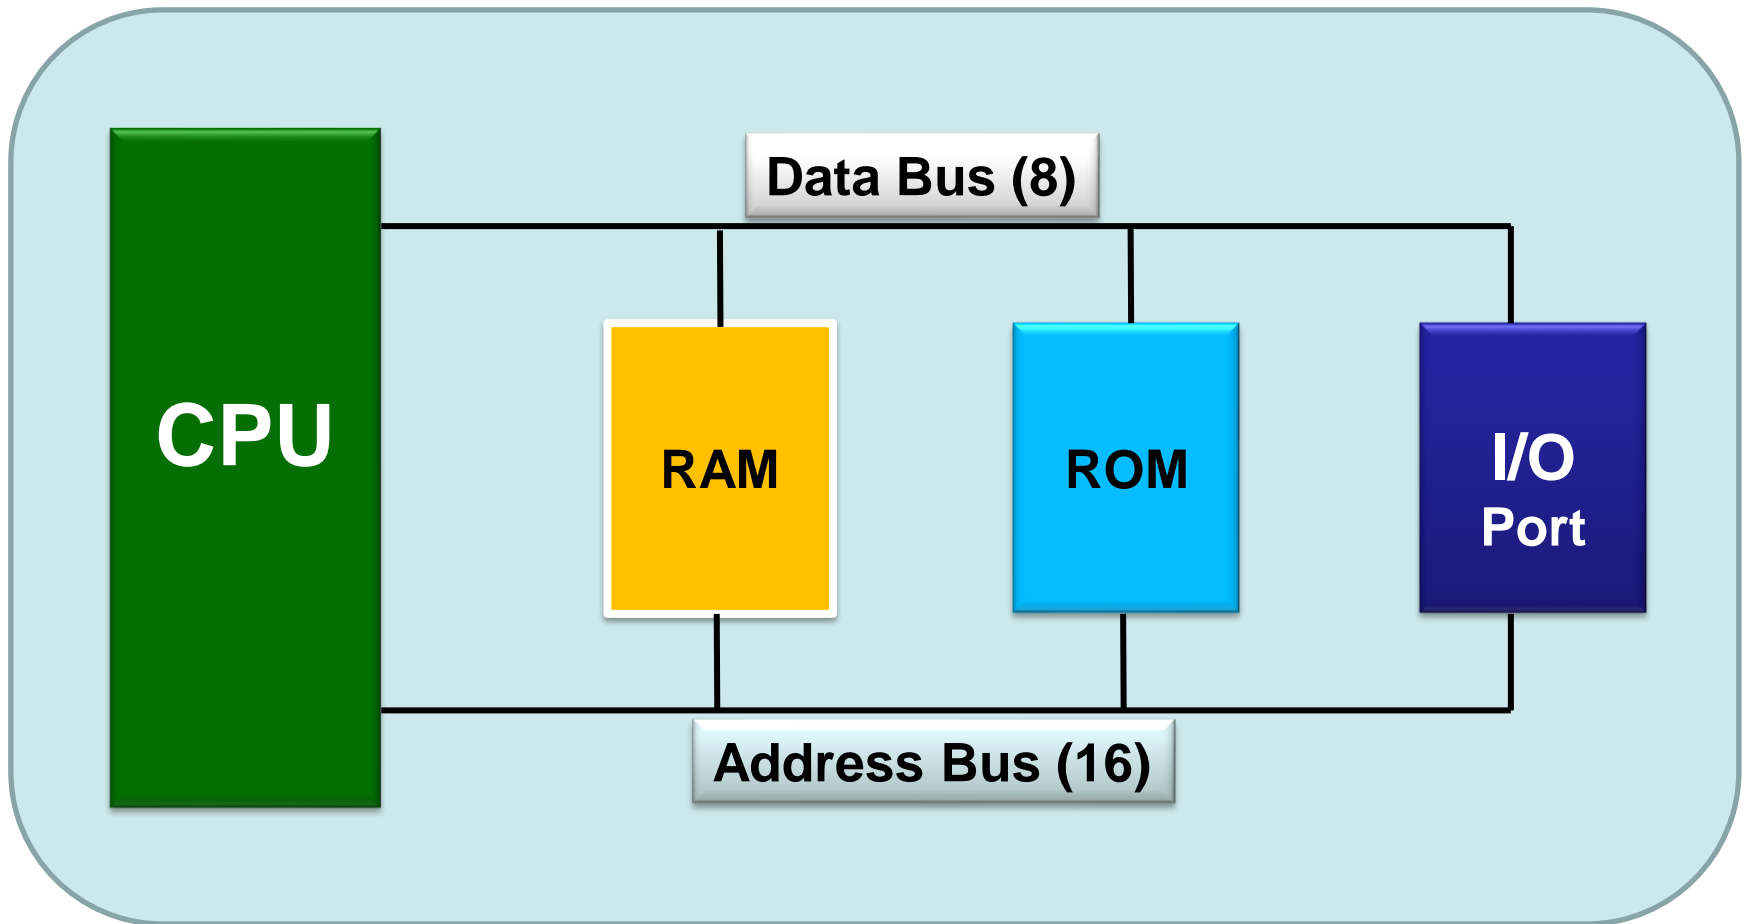 Data Bus (8)
CPU
RAM
ROM
I/O
Port
Address Bus (16)